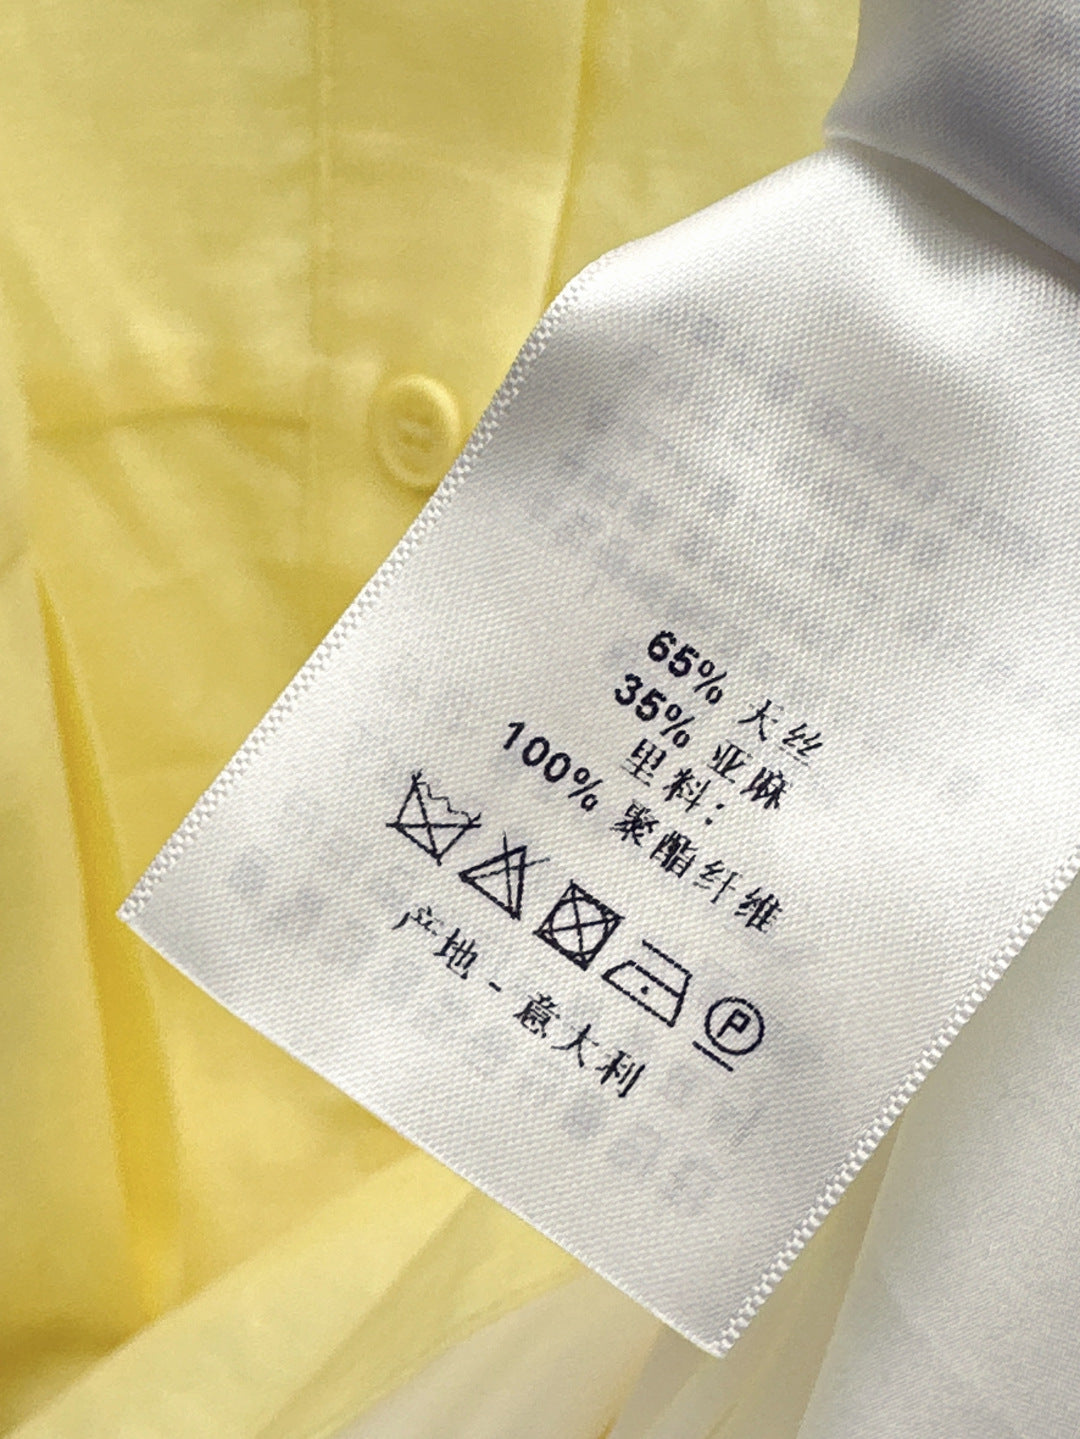 65% 天丝
35% 亚麻
里料：
100% 聚酯纤维
P
产地 - 意大利